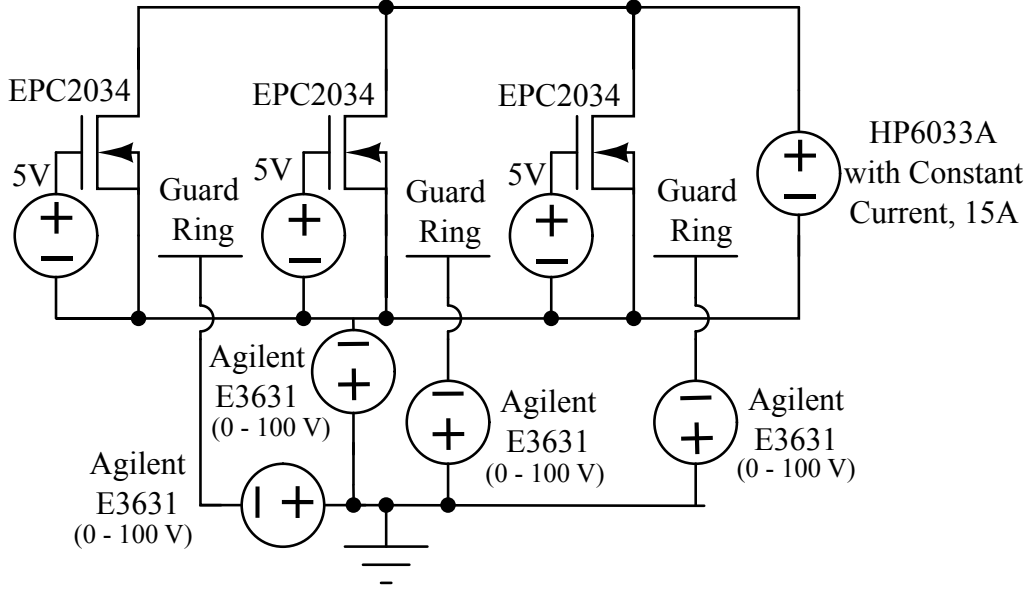 EPC2034
EPC2034
EPC2034
5V
5V
5V
Guard
Ring
Guard
Ring
Guard
Ring
HP6033A
with Constant
Current, 15A
Agilent
E3631
(0 - 100 V)
Agilent
E3631
(0 - 100 V)
Agilent
E3631
(0 - 100 V)
Agilent
E3631
(0 - 100 V)